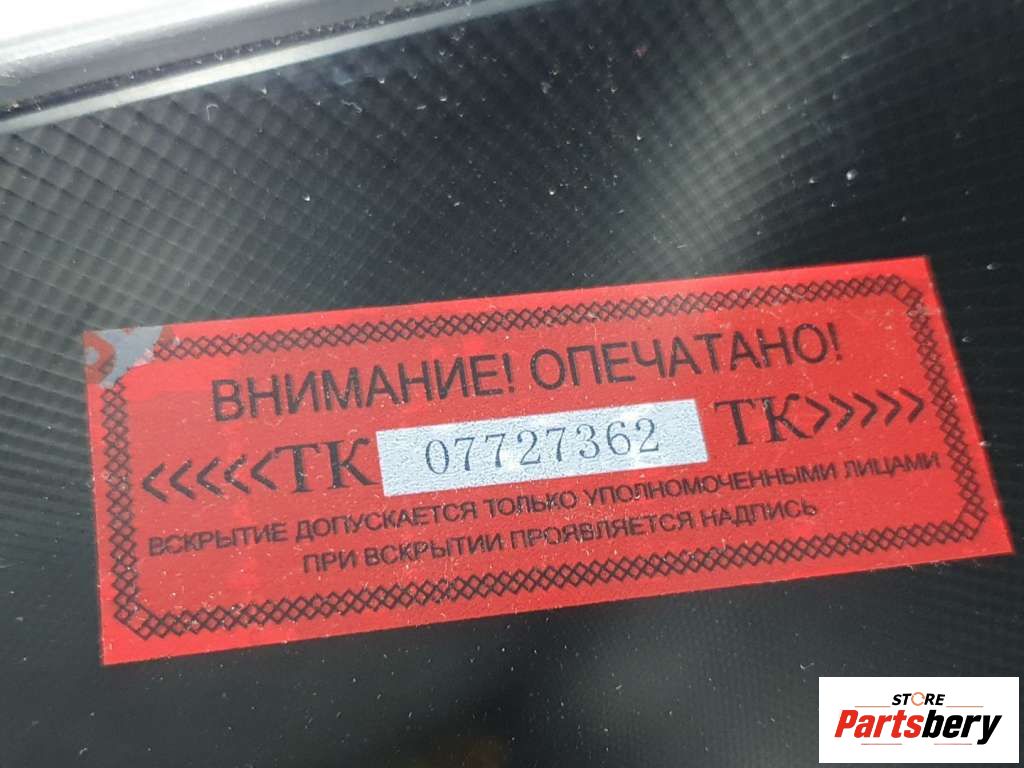 ВНИМАНИЕ! ОПЕЧАТАНО!
<<<<<ТК 07727362 ТК>>>>>
ВСКРЫТИЕ ДОПУСКАЕТСЯ ТОЛЬКО УПОЛНОМОЧЕННЫМИ ЛИЦАМИ
ПРИ ВСКРЫТИИ ПРОЯВЛЯЕТСЯ НАДПИСЬ
STORE
Partsbery